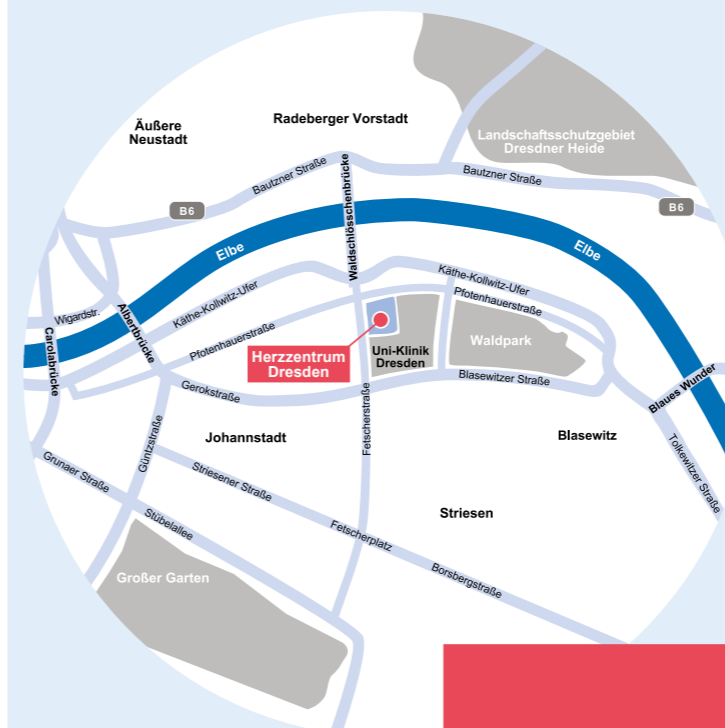 Äußere
Neustadt
Radeberger Vorstadt
Landschaftsschutzgebiet
Dresdner Heide
Bautzner Straße
Bautzner Straße
B6
B6
Waldschlösschenbrücke
Elbe
Elbe
Käthe-Kollwitz-Ufer
Käthe-Kollwitz-Ufer
Pfotenhauerstraße
Pfotenhauerstraße
Wigardstr.
Albertbrücke
Carolabrücke
Herzzentrum
Dresden
Uni-Klinik
Dresden
Waldpark
Blasewitzer Straße
Blaues Wunder
Gerokstraße
Fetscherstraße
Johannstadt
Blasewitz
Güntzstraße
Tolkewitzer Straße
Grunaer Straße
Striesener Straße
Stübelallee
Striesen
Fetscherplatz
Borsbergstraße
Großer Garten